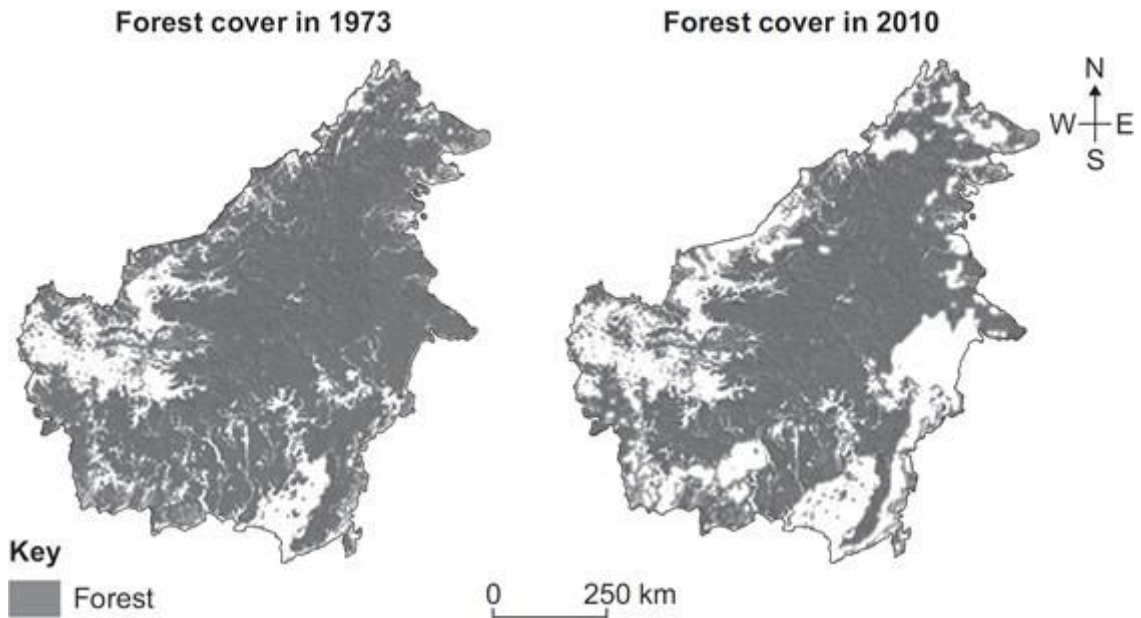 Forest cover in 1973
Forest cover in 2010
N
W E
S
Key
Forest
0 250 km